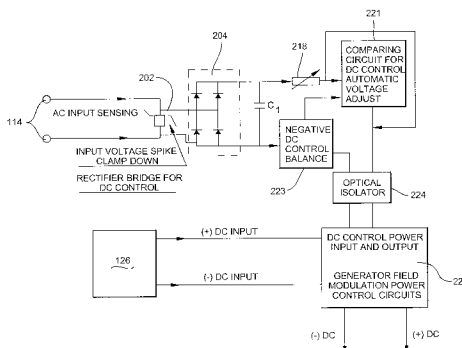 221
204
218
COMPARING
CIRCUIT FOR
DC CONTROL
AUTOMATIC
VOLTAGE
ADJUST
202
114
AC INPUT SENSING
C1
INPUT VOLTAGE SPIKE
CLAMP DOWN
RECTIFIER BRIDGE FOR
DC CONTROL
NEGATIVE
DC
CONTROL
BALANCE
223
OPTICAL
ISOLATOR
224
(+) DC INPUT
126
(-) DC INPUT
DC CONTROL POWER
INPUT AND OUTPUT
GENERATOR FIELD
MODULATION POWER
CONTROL CIRCUITS
(-) DC
(+) DC